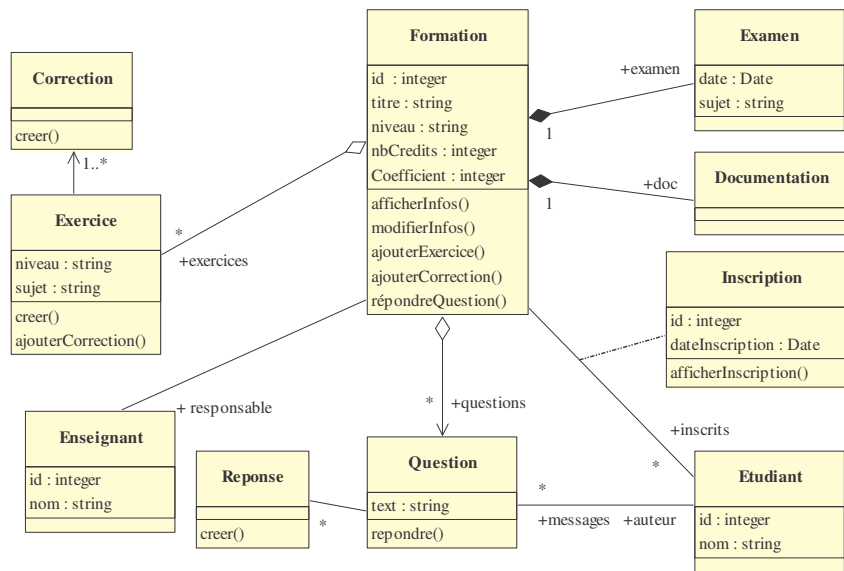 Formation
id : integer
titre : string
niveau : string
nbCredits : integer
Coefficient : integer
afficherInfos()
modifierInfos()
ajouterExercice()
ajouterCorrection()
répondreQuestion()
Examen
date : Date
sujet : string
+examen
1
Correction
creer()
1..*
Documentation
+doc
1
Exercice
niveau : string
sujet : string
creer()
ajouterCorrection()
*
+exercices
Inscription
id : integer
dateInscription : Date
afficherInscription()
+ responsable
* +questions
+inscrits
*
Enseignant
id : integer
nom : string
Reponse
creer()
*
Question
text : string
repondre()
*
+messages +auteur
Etudiant
id : integer
nom : string